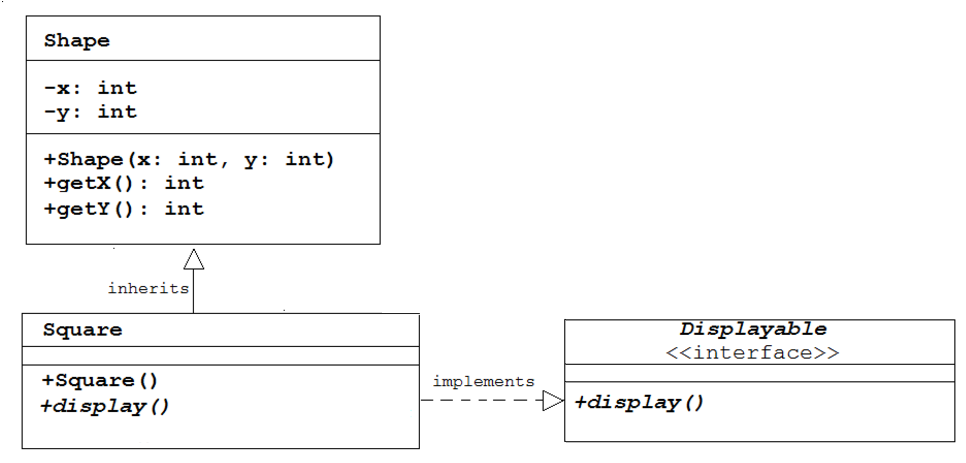 Shape
-x: int
-y: int
+Shape(x: int, y: int)
+getX(): int
+getY(): int
inherits
Square
+Square()
+display()
implements
Displayable
<<interface>>
+display()